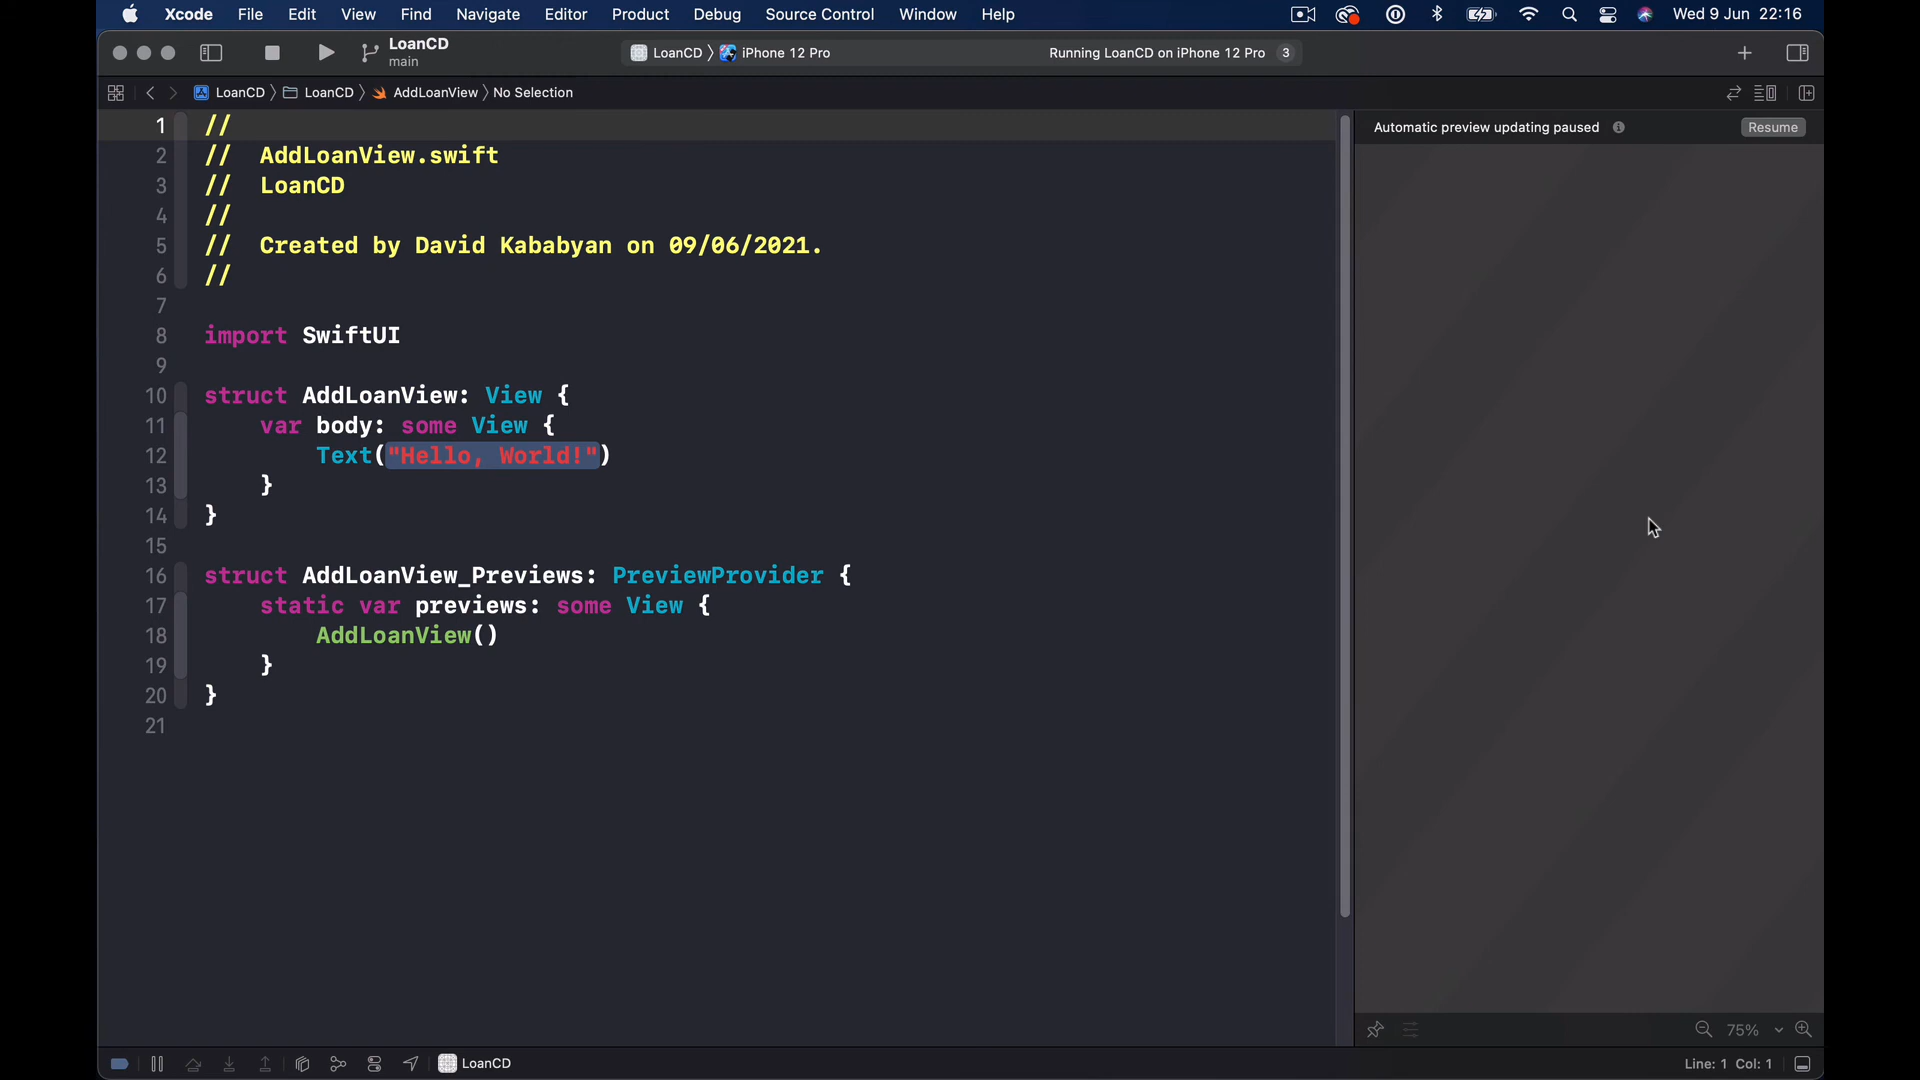 Xcode File Edit View Find Navigate Editor Product Debug Source Control Window Help Wed 9 Jun 22:16
LoanCD
main
LoanCD iPhone 12 Pro Running LoanCD on iPhone 12 Pro 3
LoanCD LoanCD AddLoanView No Selection
Automatic preview updating paused Resume
1 //
2 //  AddLoanView.swift
3 //  LoanCD
4 //
5 //  Created by David Kababyan on 09/06/2021.
6 //
7
8 import SwiftUI
9
10 struct AddLoanView: View {
11     var body: some View {
12         Text("Hello, World!")
13     }
14 }
15
16 struct AddLoanView_Previews: PreviewProvider {
17     static var previews: some View {
18         AddLoanView()
19     }
20 }
21
75%
LoanCD Line: 1 Col: 1